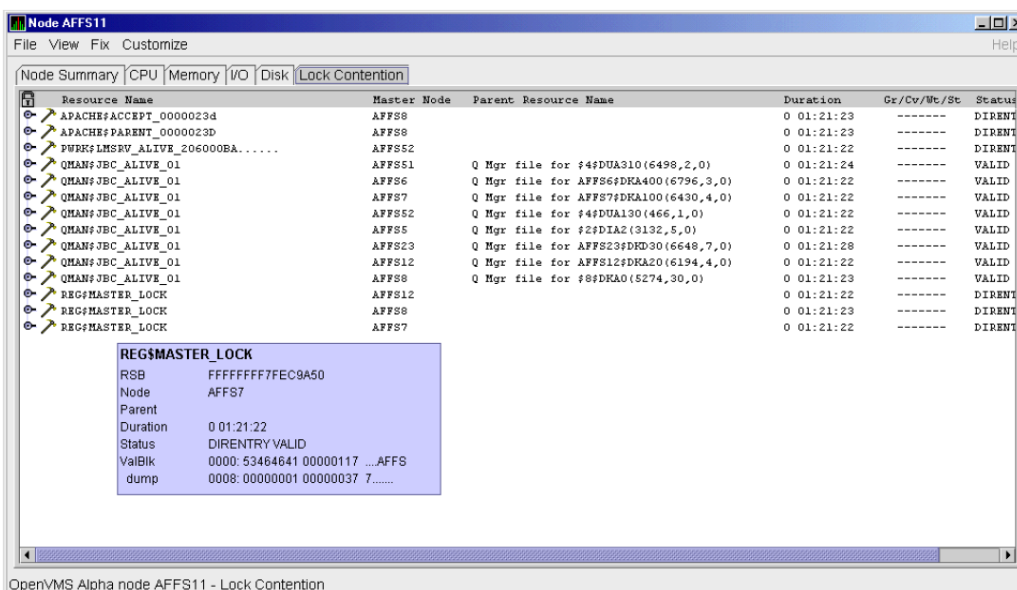 Node AFFS11
File View Fix Customize Help
Node Summary CPU Memory I/O Disk Lock Contention
Resource Name Master Node Parent Resource Name Duration Gr/Cv/Wt/St Status
APACHE$ACCEPT_0000023d AFFS8 0 01:21:23 ------- DIRENT
APACHE$PARENT_0000023D AFFS8 0 01:21:23 ------- DIRENT
PWRK$LMSRV_ALIVE_206000BA...... AFFS52 0 01:21:22 ------- DIRENT
QMAN$JBC_ALIVE_01 AFFS51 Q Mgr file for $4$DUA310(6498,2,0) 0 01:21:24 ------- VALID
QMAN$JBC_ALIVE_01 AFFS6 Q Mgr file for AFFS6$DKA400(6796,3,0) 0 01:21:22 ------- VALID
QMAN$JBC_ALIVE_01 AFFS7 Q Mgr file for AFFS7$DKA100(6430,4,0) 0 01:21:22 ------- VALID
QMAN$JBC_ALIVE_01 AFFS52 Q Mgr file for $4$DUA130(466,1,0) 0 01:21:22 ------- VALID
QMAN$JBC_ALIVE_01 AFFS5 Q Mgr file for $2$DIA2(3132,5,0) 0 01:21:22 ------- VALID
QMAN$JBC_ALIVE_01 AFFS23 Q Mgr file for AFFS23$DKD30(6648,7,0) 0 01:21:28 ------- VALID
QMAN$JBC_ALIVE_01 AFFS12 Q Mgr file for AFFS12$DKA20(6194,4,0) 0 01:21:22 ------- VALID
QMAN$JBC_ALIVE_01 AFFS8 Q Mgr file for $8$DKA0(5274,30,0) 0 01:21:23 ------- VALID
REG$MASTER_LOCK AFFS12 0 01:21:22 ------- DIRENT
REG$MASTER_LOCK AFFS8 0 01:21:23 ------- DIRENT
REG$MASTER_LOCK AFFS7 0 01:21:22 ------- DIRENT
REG$MASTER_LOCK
RSB FFFFFFFF7FEC9A50
Node AFFS7
Parent
Duration 0 01:21:22
Status DIRENTRY VALID
ValBlk 0000: 53464641 00000117 ....AFFS
dump 0008: 00000001 00000037 7.......
OpenVMS Alpha node AFFS11 - Lock Contention